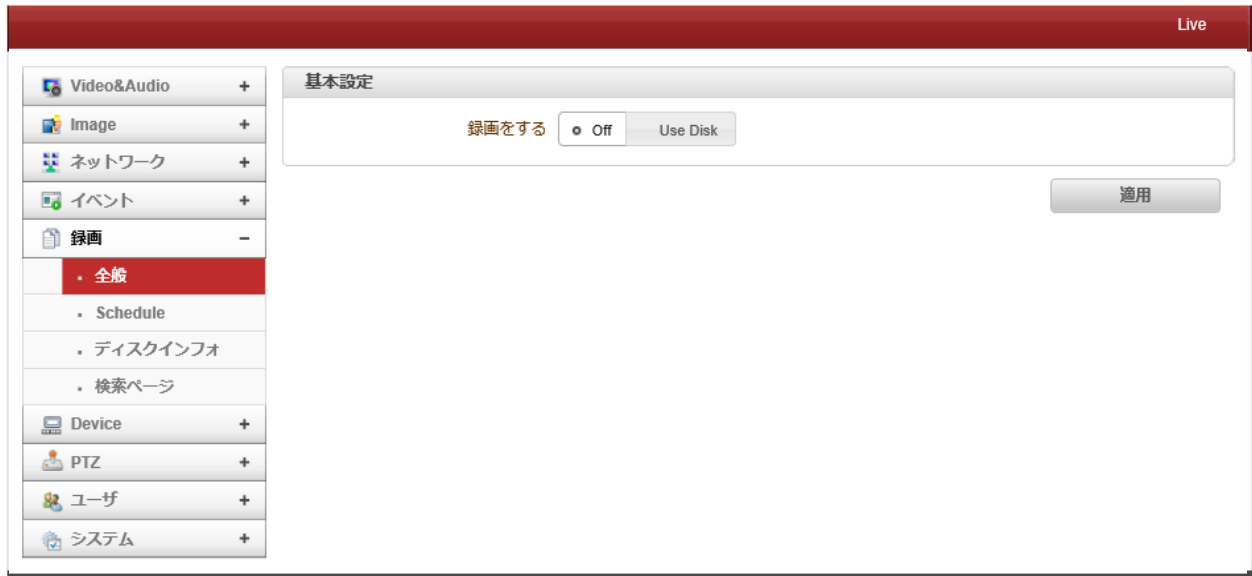 Live
Video&Audio +
Image +
ネットワーク +
イベント +
録画 −
・ 全般
・ Schedule
・ ディスクインフォ
・ 検索ページ
Device +
PTZ +
ユーザ +
システム +
基本設定
録画をする Off Use Disk
適用